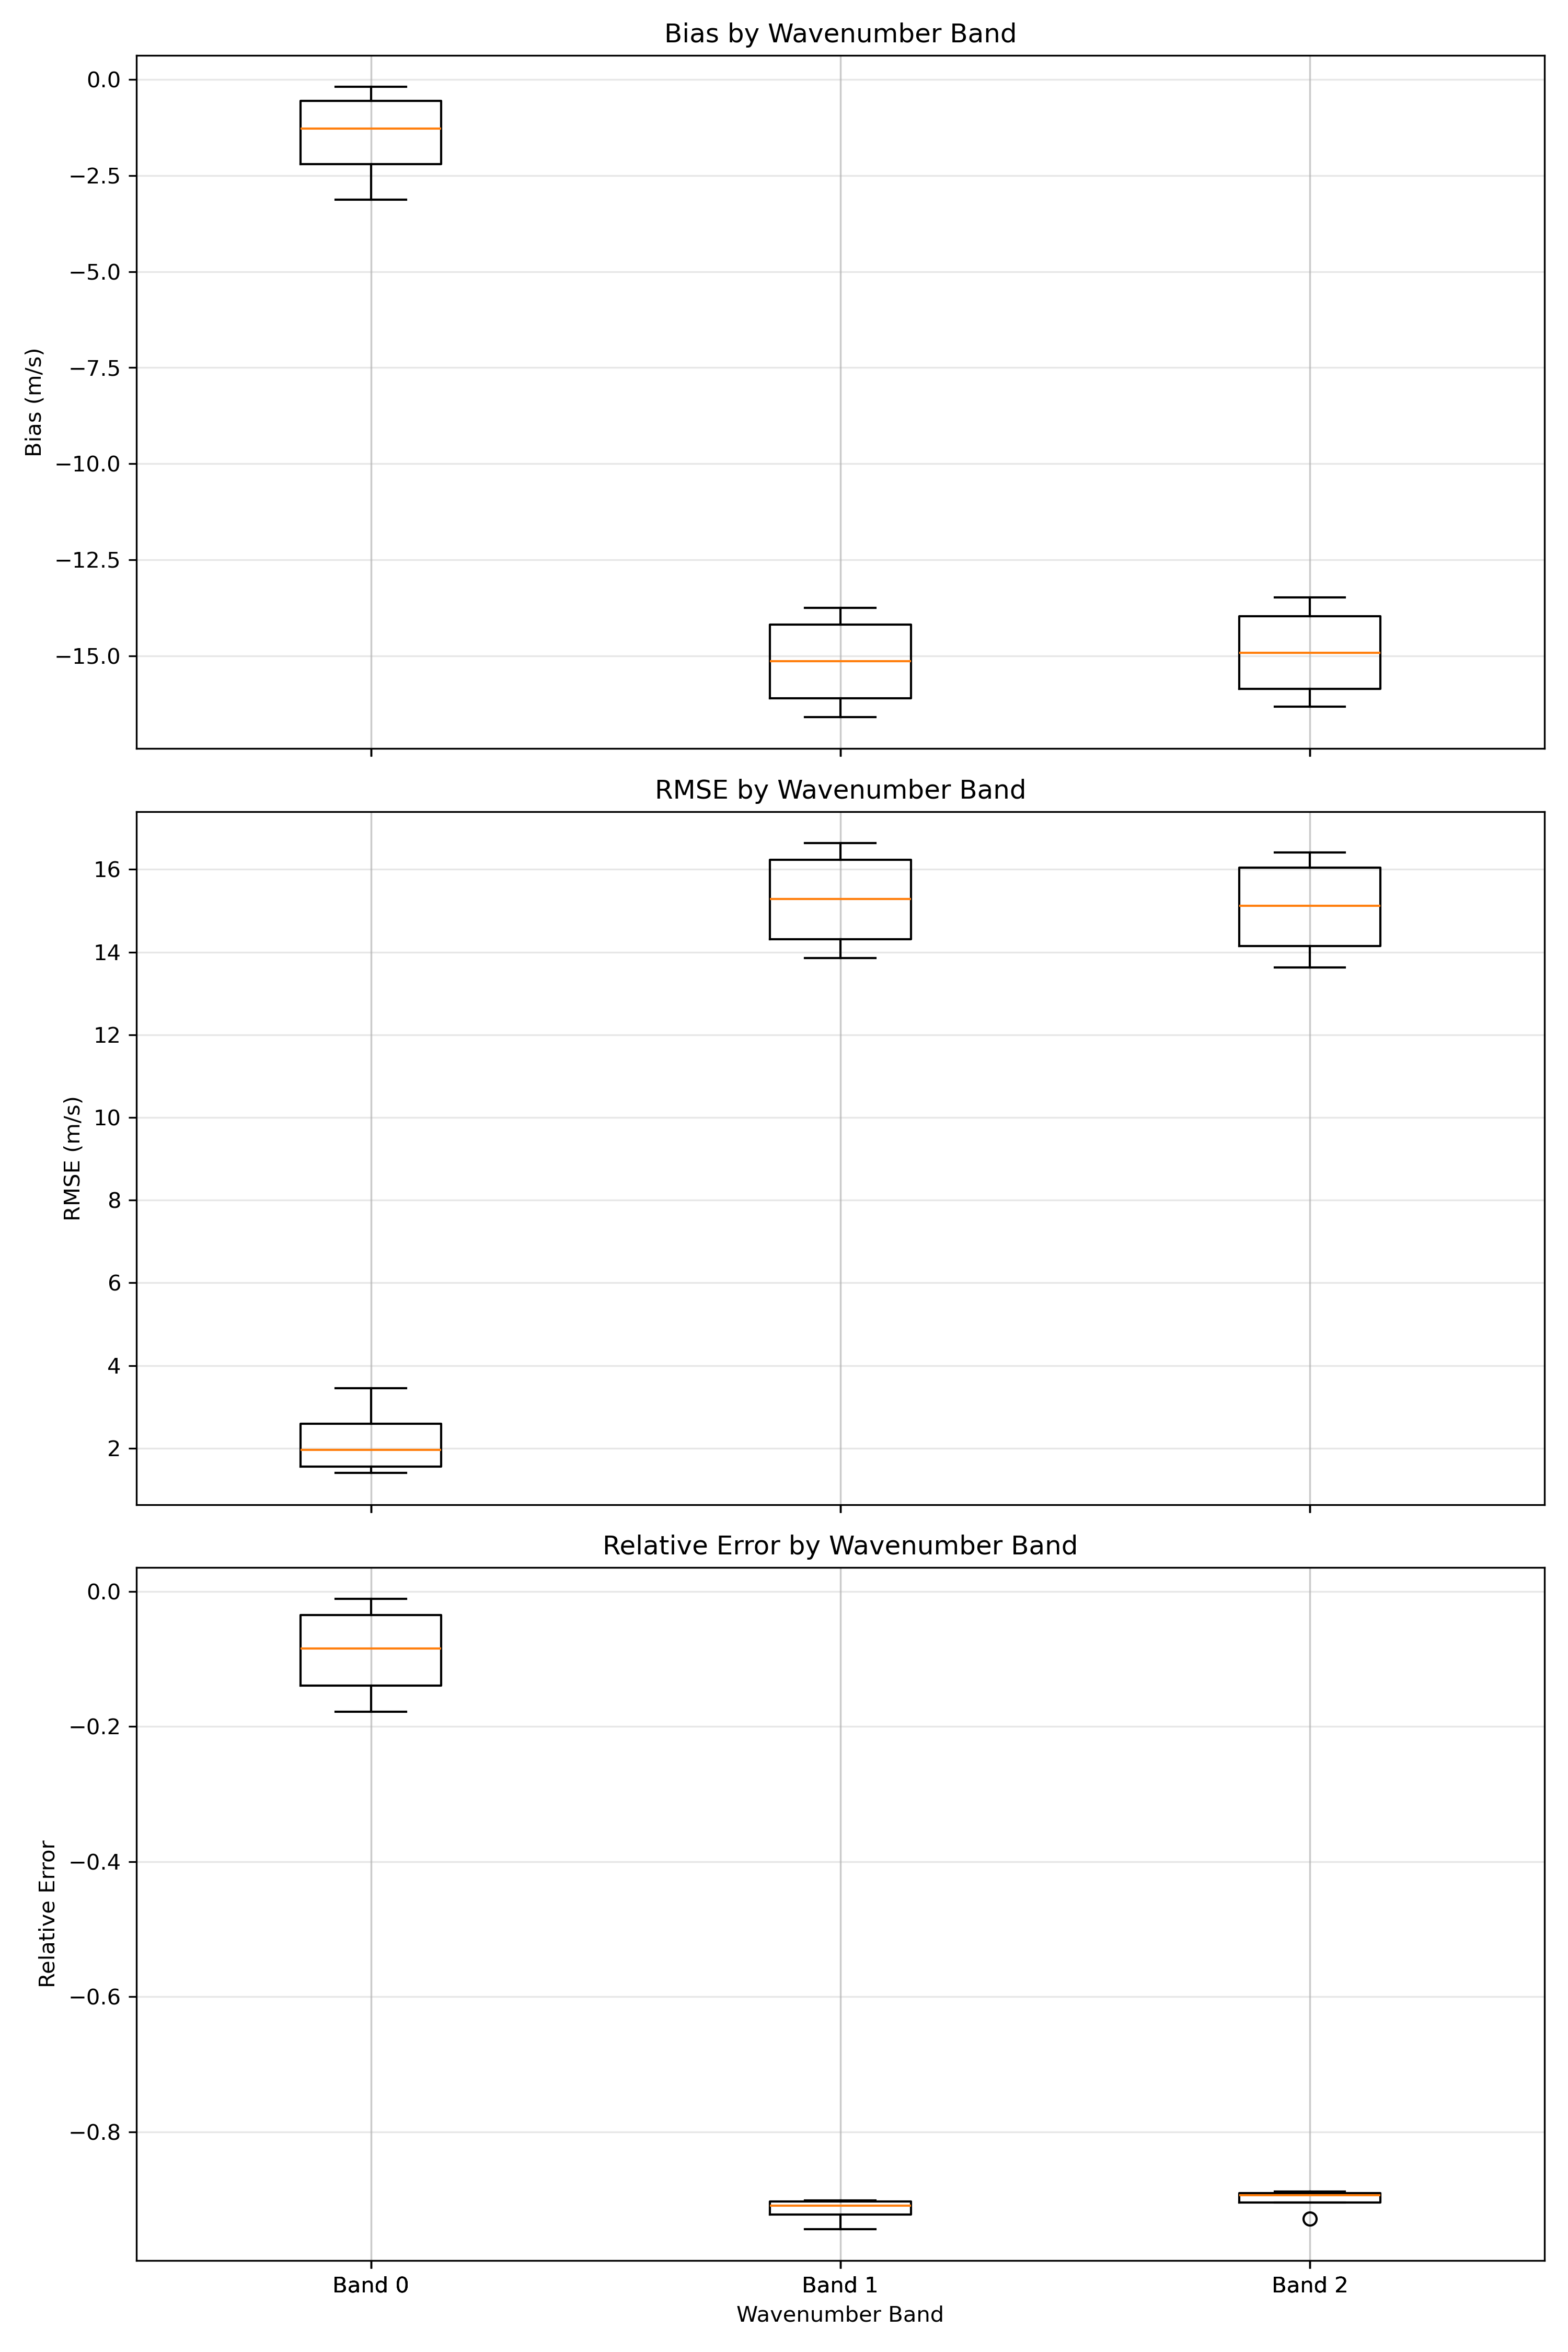 Bias by Wavenumber Band
0.0
−2.5
−5.0
−7.5
−10.0
−12.5
−15.0
Bias (m/s)
RMSE by Wavenumber Band
16
14
12
10
8
6
4
2
RMSE (m/s)
Relative Error by Wavenumber Band
0.0
−0.2
−0.4
−0.6
−0.8
Relative Error
Band 0 Band 1 Band 2
Wavenumber Band